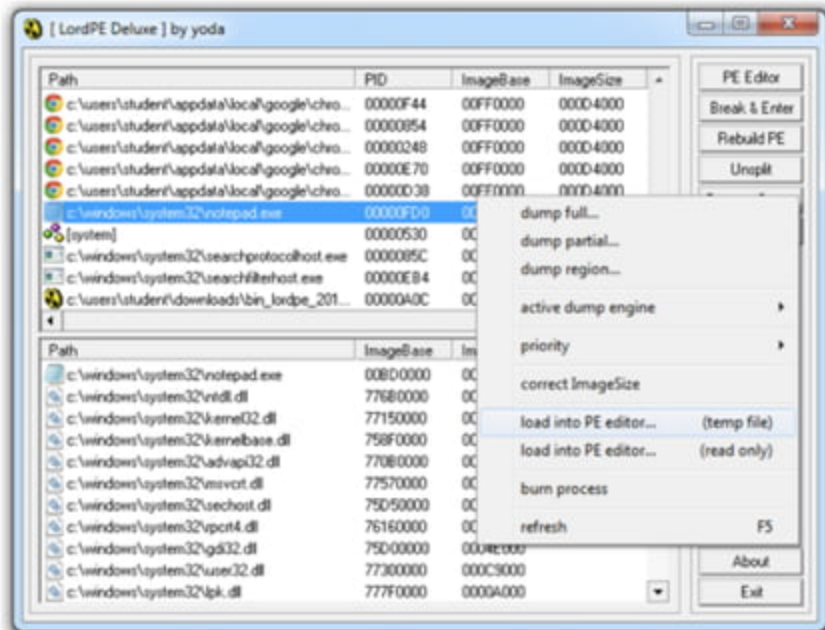 [ LordPE Deluxe ] by yoda
Path PID ImageBase ImageSize
c:\users\student\appdata\local\google\chro... 00000F44 00FF0000 000D4000
c:\users\student\appdata\local\google\chro... 00000854 00FF0000 000D4000
c:\users\student\appdata\local\google\chro... 00000248 00FF0000 000D4000
c:\users\student\appdata\local\google\chro... 00000E70 00FF0000 000D4000
c:\users\student\appdata\local\google\chro... 00000D38 00FF0000 000D4000
c:\windows\system32\notepad.exe 00000FD0
[system] 00000530
c:\windows\system32\searchprotocolhost.exe 0000085C
c:\windows\system32\searchfilterhost.exe 00000EB4
c:\users\student\downloads\bin_lordpe_201... 00000A0C
PE Editor
Break & Enter
Rebuild PE
Unsplit
dump full...
dump partial...
dump region...
active dump engine
priority
correct ImageSize
load into PE editor... (temp file)
load into PE editor... (read only)
burn process
refresh F5
Path ImageBase
c:\windows\system32\notepad.exe 00BD0000
c:\windows\system32\ntdll.dll 776B0000
c:\windows\system32\kernel32.dll 77150000
c:\windows\system32\kernelbase.dll 758F0000
c:\windows\system32\advapi32.dll 770B0000
c:\windows\system32\msvcrt.dll 77570000
c:\windows\system32\sechost.dll 75D50000
c:\windows\system32\rpcrt4.dll 76160000
c:\windows\system32\gdi32.dll 75D00000 0004E000
c:\windows\system32\user32.dll 77300000 000C9000
c:\windows\system32\lpk.dll 777F0000 0000A000
About
Exit